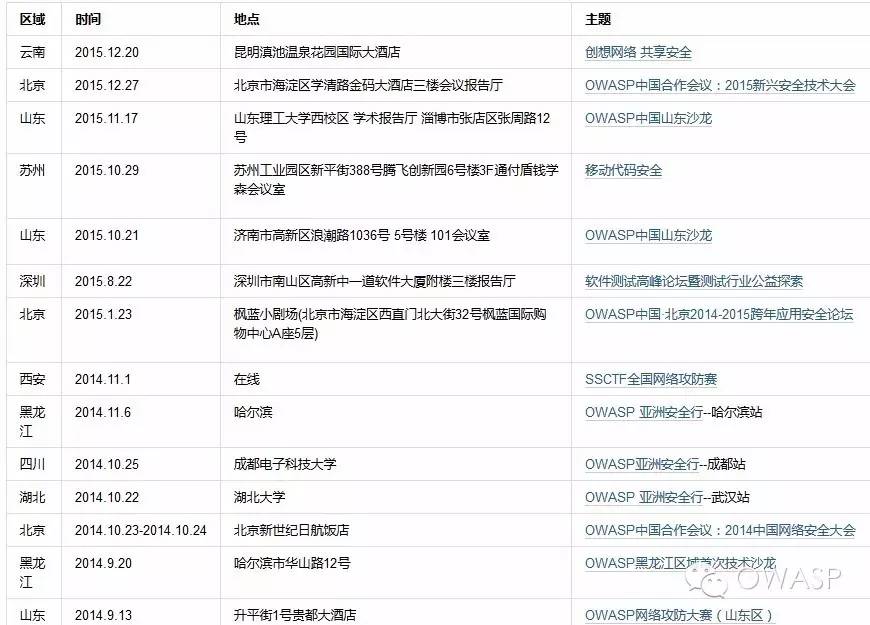 区域 时间 地点 主题
云南 2015.12.20 昆明滇池温泉花园国际大酒店 创想网络 共享安全
北京 2015.12.27 北京市海淀区学清路金码大酒店三楼会议报告厅 OWASP中国合作会议：2015新兴安全技术大会
山东 2015.11.17 山东理工大学西校区 学术报告厅 淄博市张店区张周路12 OWASP中国山东沙龙
号
苏州 2015.10.29 苏州工业园区新平街388号腾飞创新园6号楼3F通付盾钱学 移动代码安全
森会议室
山东 2015.10.21 济南市高新区浪潮路1036号 5号楼 101会议室 OWASP中国山东沙龙
深圳 2015.8.22 深圳市南山区高新中一道软件大厦附楼三楼报告厅 软件测试高峰论坛暨测试行业公益探索
北京 2015.1.23 枫蓝小剧场(北京市海淀区西直门北大街32号枫蓝国际购 OWASP中国·北京2014-2015跨年应用安全论坛
物中心A座5层)
西安 2014.11.1 在线 SSCTF全国网络攻防赛
黑龙 2014.11.6 哈尔滨 OWASP 亚洲安全行--哈尔滨站
江
四川 2014.10.25 成都电子科技大学 OWASP亚洲安全行--成都站
湖北 2014.10.22 湖北大学 OWASP 亚洲安全行--武汉站
北京 2014.10.23-2014.10.24 北京新世纪日航饭店 OWASP中国合作会议：2014中国网络安全大会
黑龙 2014.9.20 哈尔滨市华山路12号 OWASP黑龙江区域首次技术沙龙
江
OWASP
山东 2014.9.13 升平街1号贵都大酒店 OWASP网络攻防大赛（山东区）